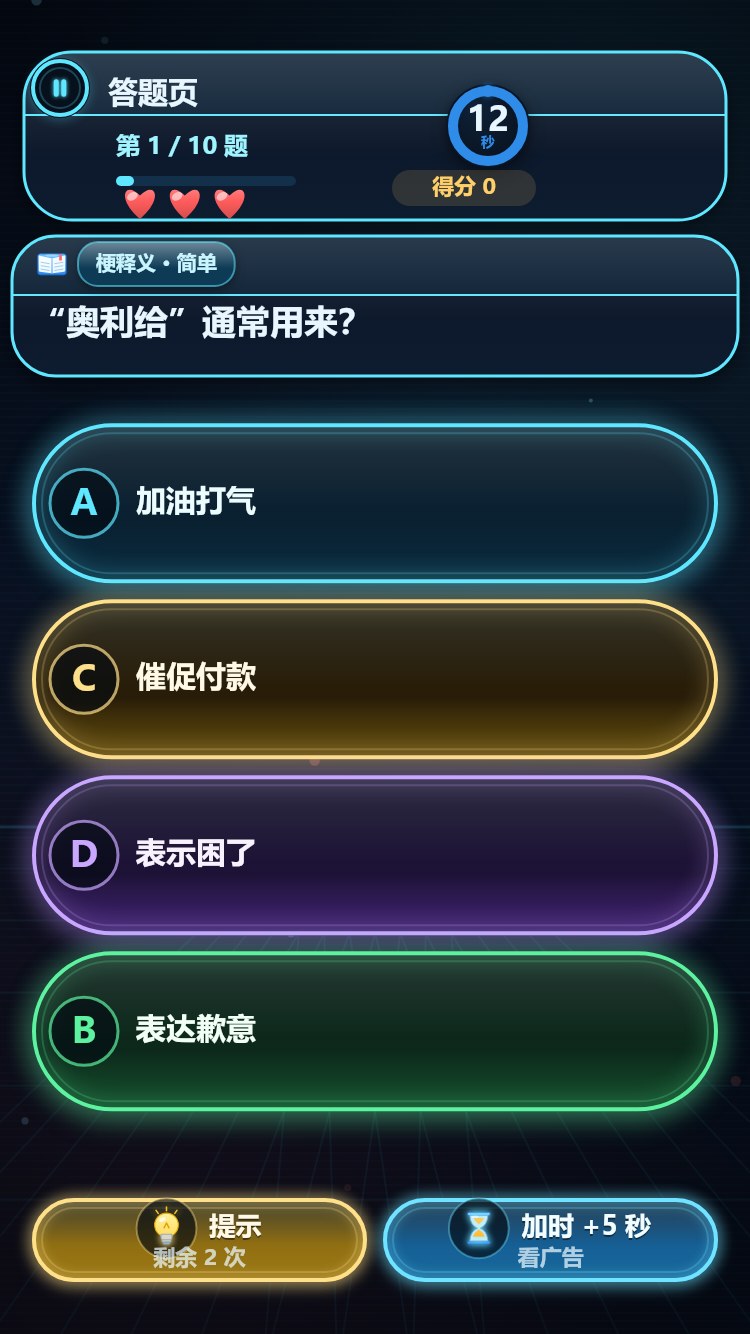 答题页
第 1 / 10 题
12
秒
得分 0
梗释义·简单
“奥利给”通常用来?
A 加油打气
C 催促付款
D 表示困了
B 表达歉意
提示
剩余 2 次
加时 +5 秒
看广告